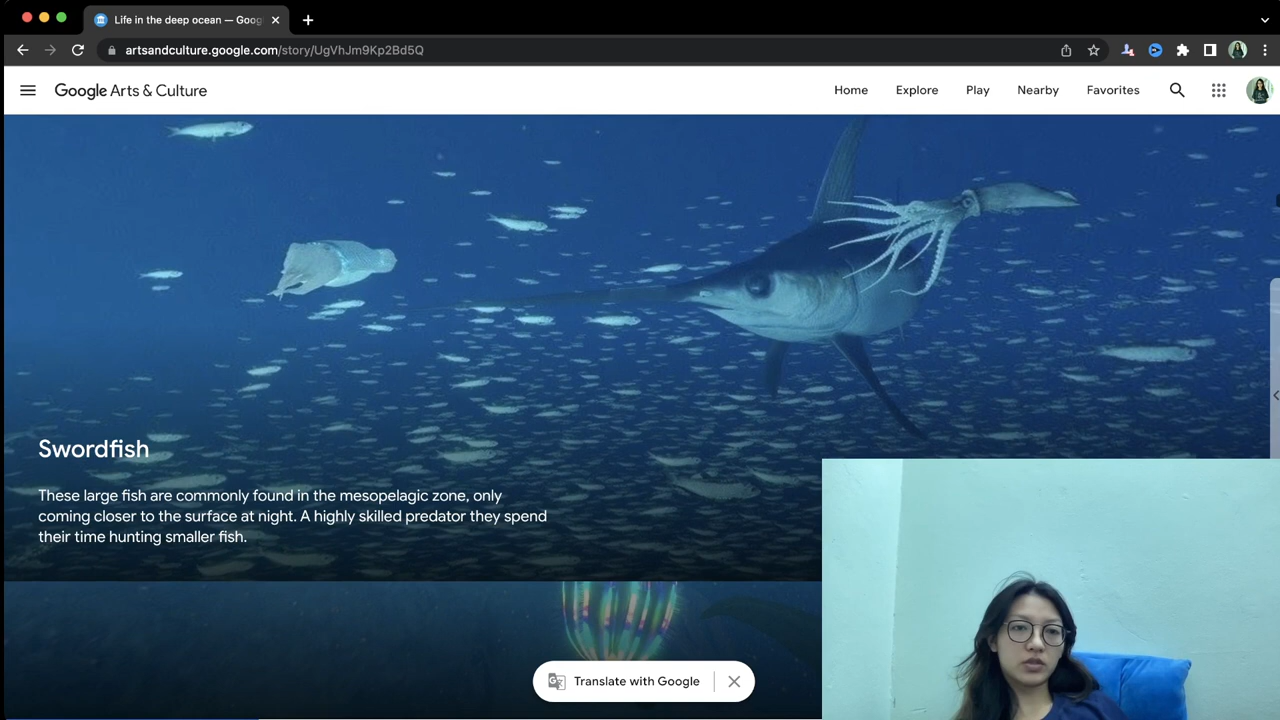 Life in the deep ocean — Goog
artsandculture.google.com/story/UgVhJm9Kp2Bd5Q
Google Arts & Culture
Home Explore Play Nearby Favorites
Swordfish
These large fish are commonly found in the mesopelagic zone, only
coming closer to the surface at night. A highly skilled predator they spend
their time hunting smaller fish.
Translate with Google